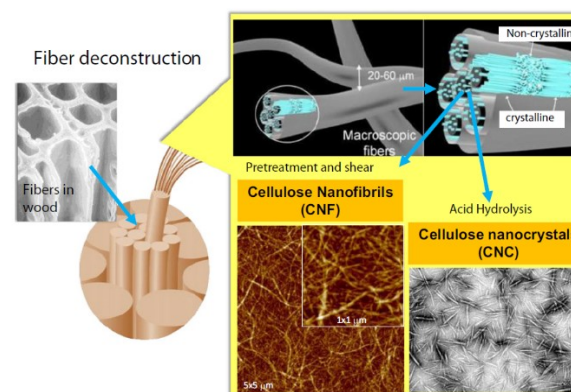 Fiber deconstruction
Fibers in
wood
20-60 μm
Macroscopic
fibers
Non-crystallin
crystalline
Pretreatment and shear
Cellulose Nanofibrils
(CNF)
1x1 μm
5x5 μm
Acid Hydrolysis
Cellulose nanocrystal
(CNC)